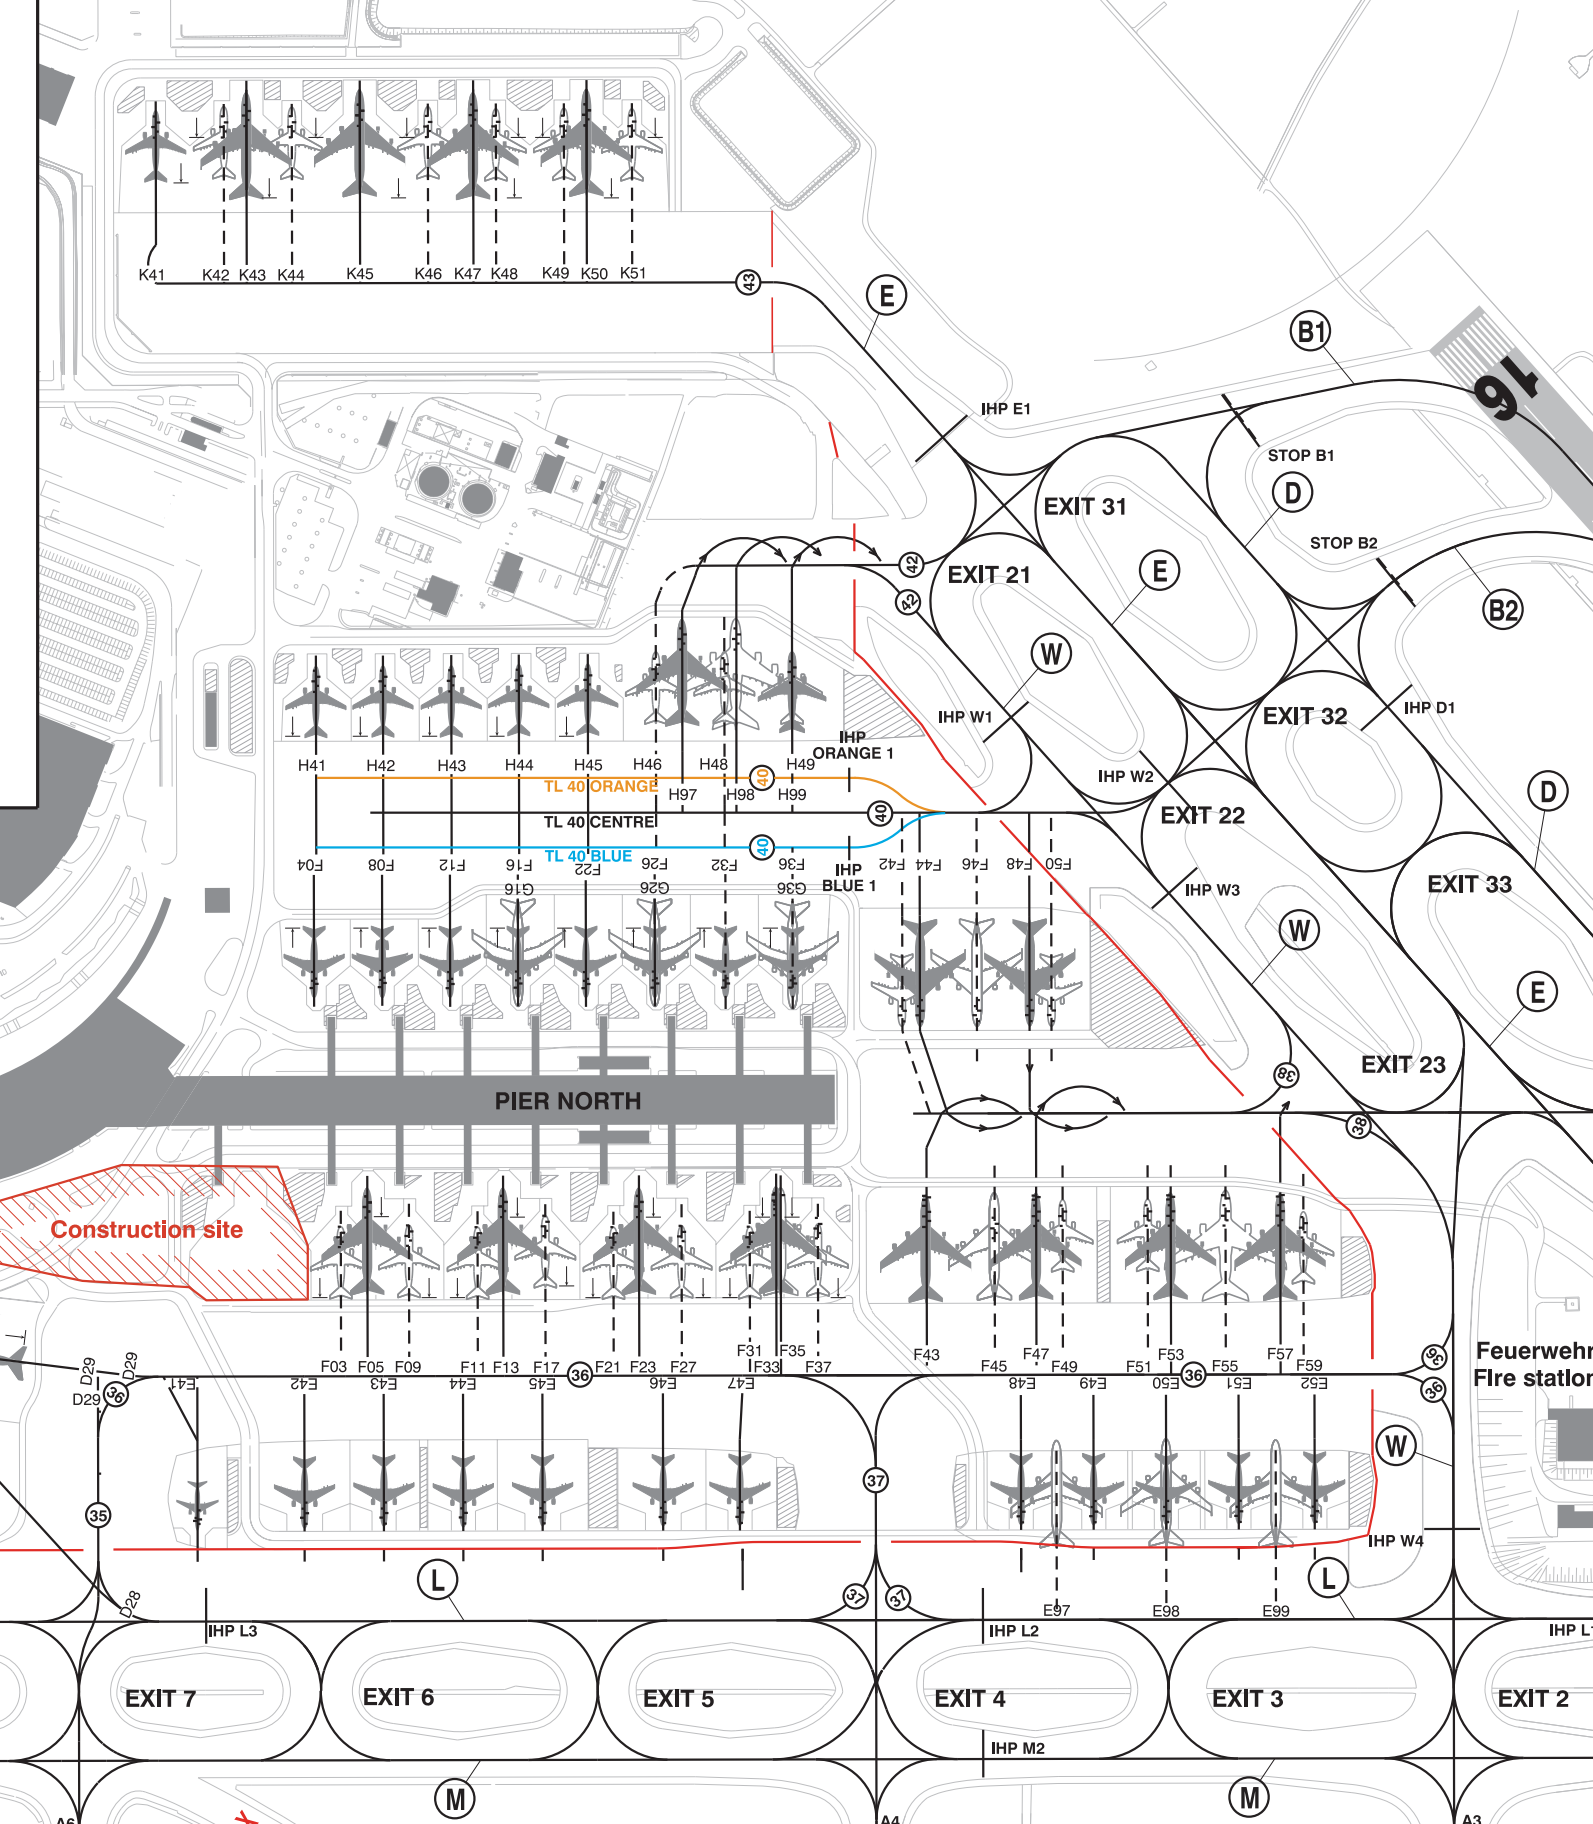 K41 K42 K43 K44 K45 K46 K47 K48 K49 K50 K51
43
E
B1
16
IHP E1
STOP B1
D
EXIT 31
STOP B2
42
EXIT 21
E
42
B2
W
IHP W1
EXIT 32
IHP D1
IHP ORANGE 1
H41 H42 H43 H44 H45 H46 H48 H49
IHP W2
TL 40 ORANGE
40
H97 H98 H99
D
TL 40 CENTRE
40
EXIT 22
TL 40 BLUE
40
F04 F08 F12 F16 F22 F26 F32 F36
F42 F44 F46 F48 F50
IHP BLUE 1
G16 G26 G36
IHP W3
EXIT 33
W
E
EXIT 23
38
PIER NORTH
38
Construction site
36
Feuerwehr
FIre station
F43 F47 F53 F57
F31 F35
F03 F05 F09 F11 F13 F17 36 F21 F23 F27 F33 F37
F45 F49 F51 36 F55 F59
D29 D29
E41 E42 E43 E44 E45 E46 E47
E48 E49 E50 E51 E52
D29
36
36
W
37
35
IHP W4
L
L
D28
37
37
E97 E98 E99
IHP L3
IHP L2
IHP L1
EXIT 7
EXIT 6
EXIT 5
EXIT 4
EXIT 3
EXIT 2
IHP M2
M
M
A6
A4
A3